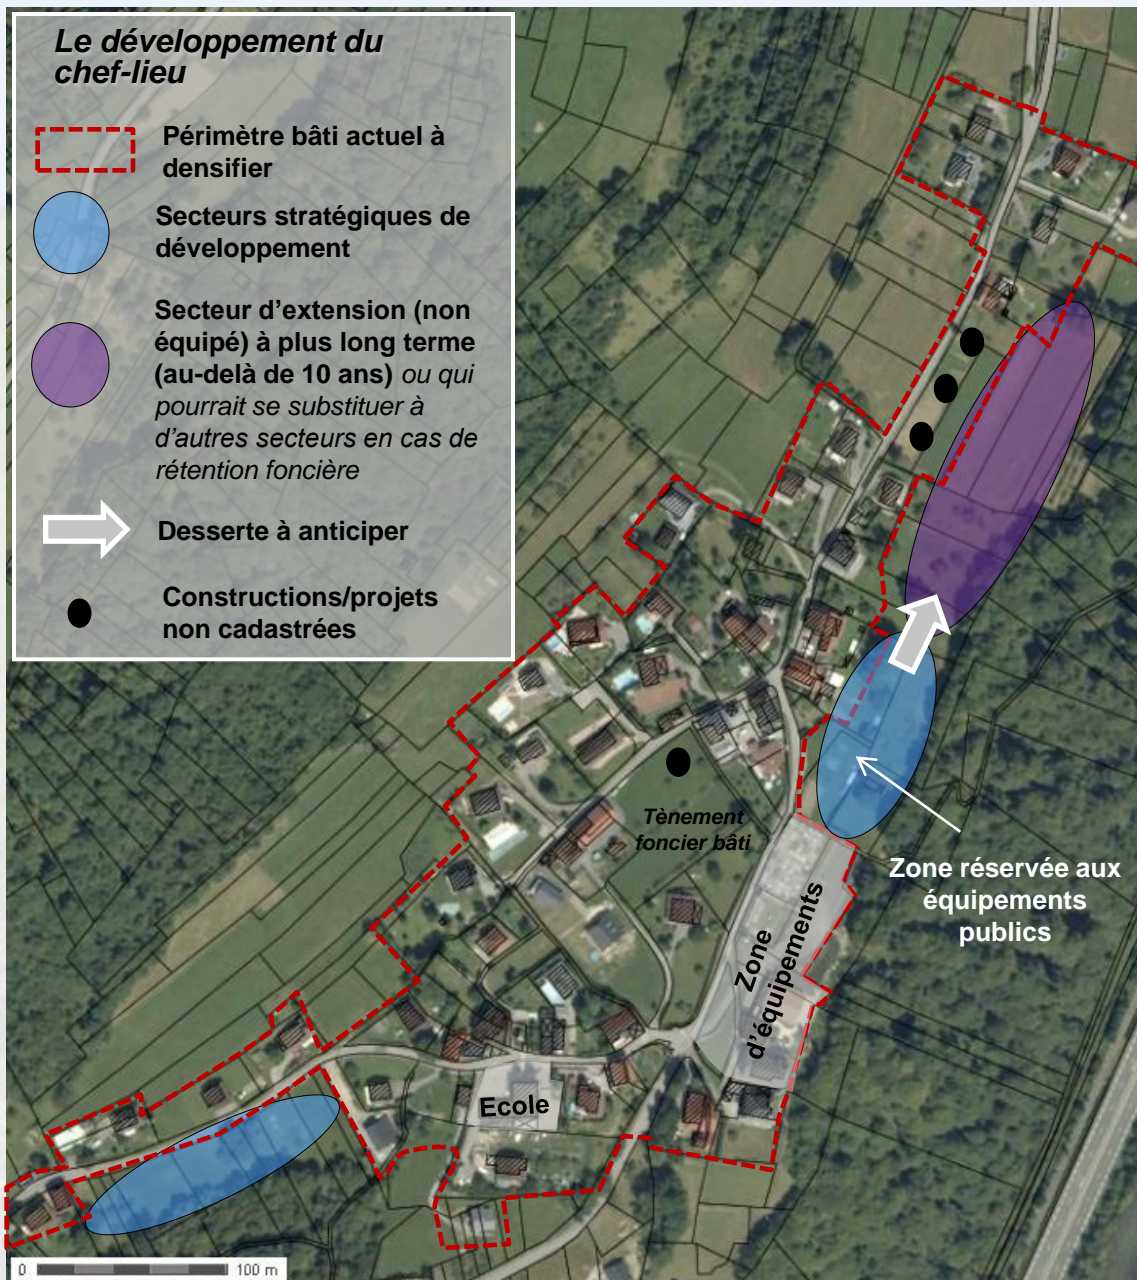 Le développement du
chef-lieu
Périmètre bâti actuel à
densifier
Secteurs stratégiques de
développement
Secteur d'extension (non
équipé) à plus long terme
(au-delà de 10 ans) ou qui
pourrait se substituer à
d'autres secteurs en cas de
rétention foncière
Desserte à anticiper
Constructions/projets
non cadastrées
Tènement
foncier bâti
Zone réservée aux
équipements
publics
Zone
d'équipements
Ecole
0 100 m